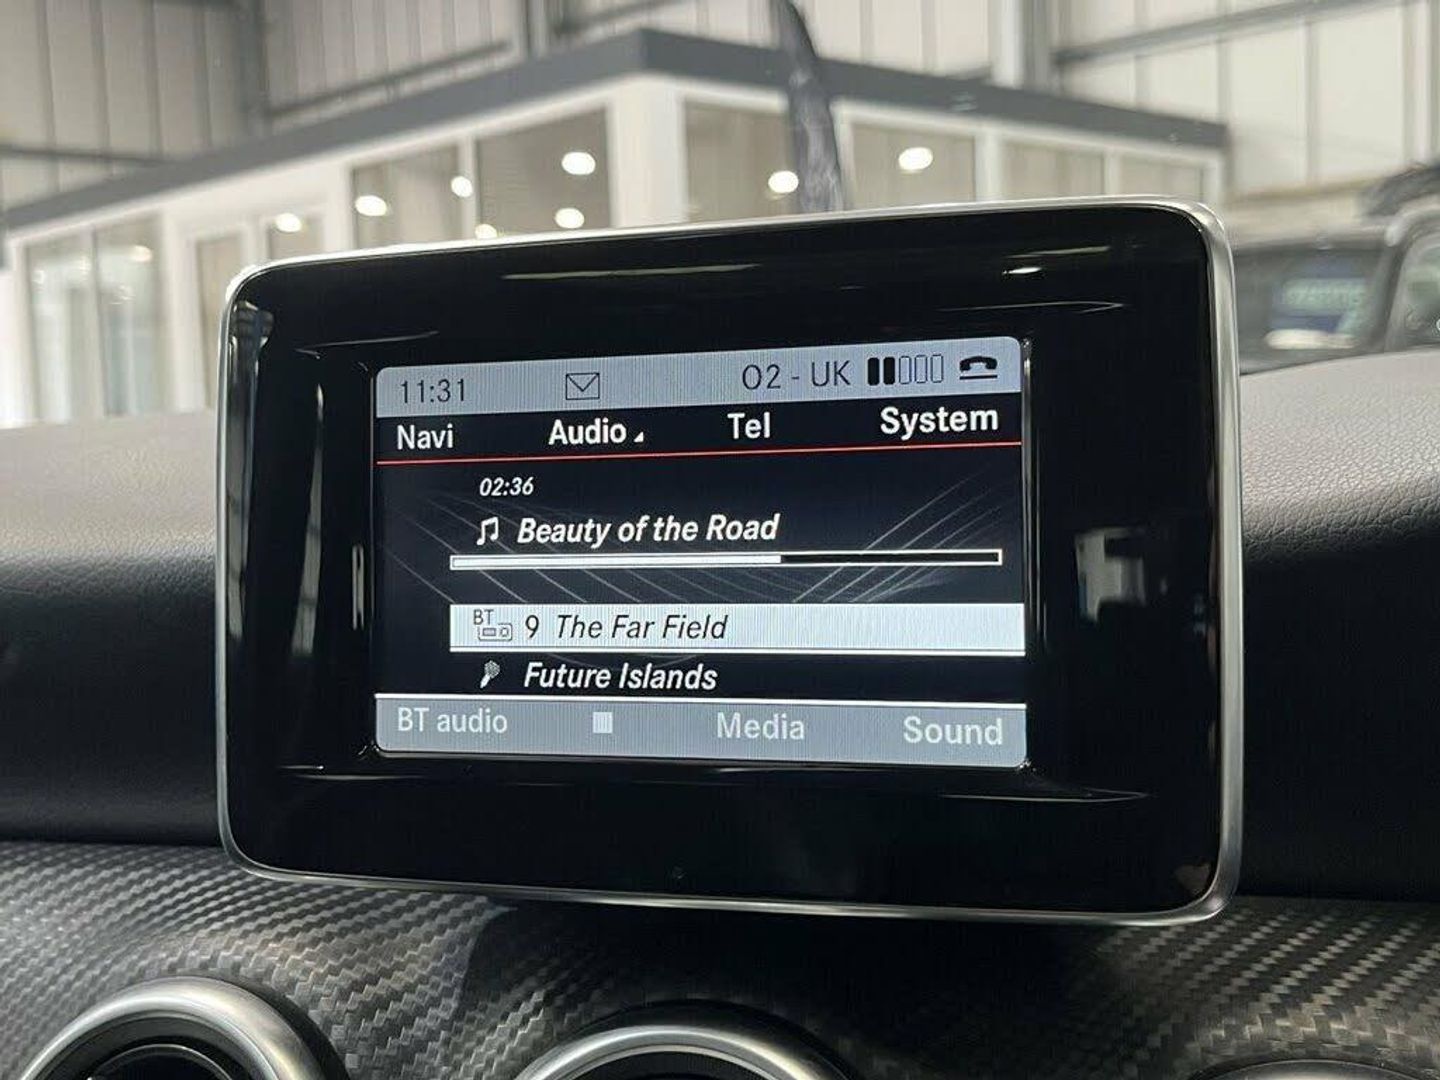 11:31 O2 - UK
Navi Audio Tel System
02:36
Beauty of the Road
BT 9 The Far Field
Future Islands
BT audio Media Sound